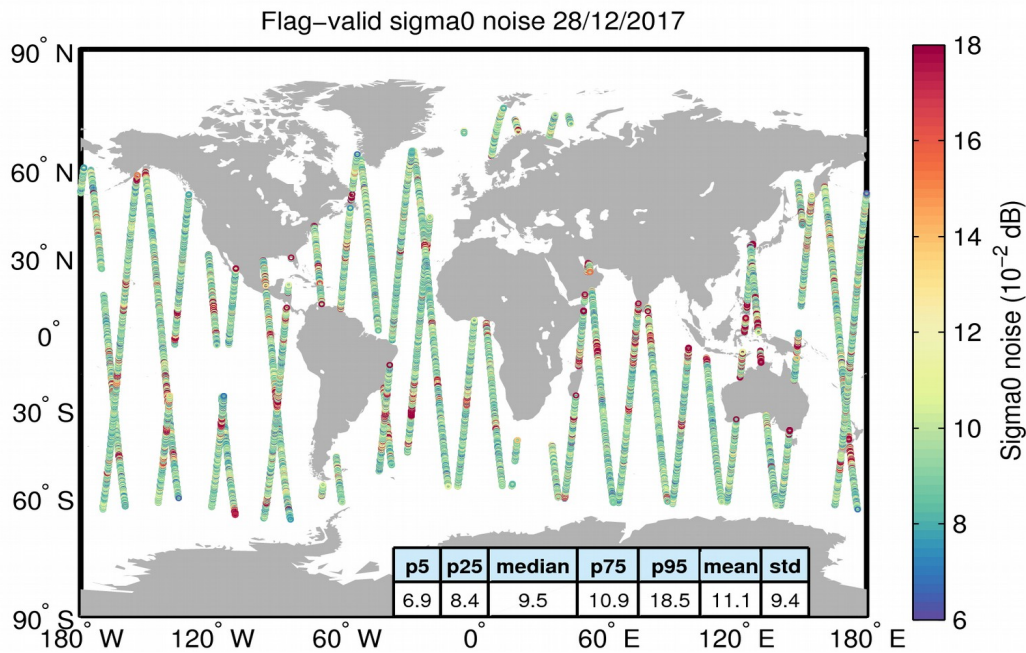 Flag−valid sigma0 noise 28/12/2017
90° N
60° N
30° N
0°
30° S
60° S
90° S
180° W 120° W 60° W 0° 60° E 120° E 180° E
p5 p25 median p75 p95 mean std
6.9 8.4 9.5 10.9 18.5 11.1 9.4
18
16
14
12
10
8
6
Sigma0 noise (10⁻² dB)